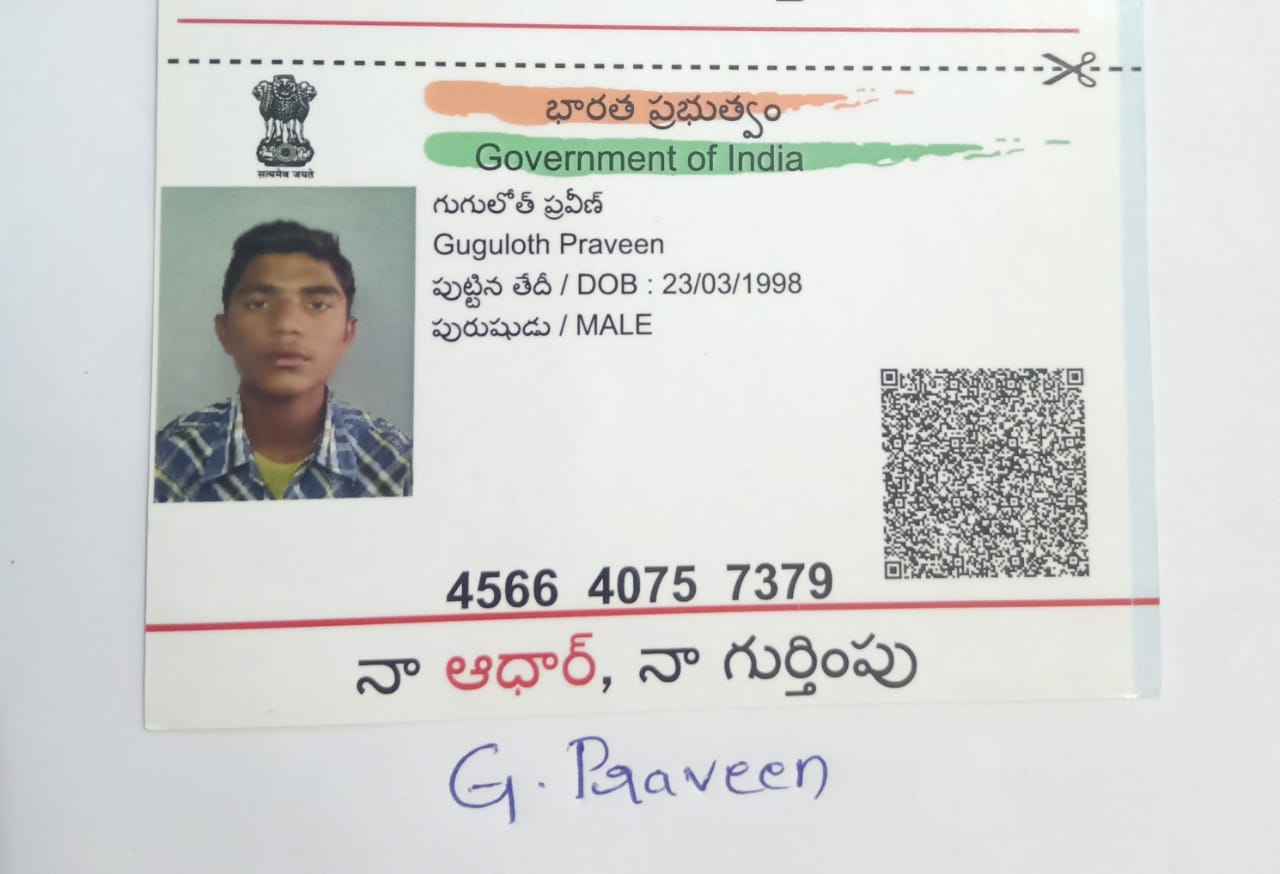 सत्यमेव जयते
భారత ప్రభుత్వం
Government of India
గుగులోత్ ప్రవీణ్
Guguloth Praveen
పుట్టిన తేదీ / DOB : 23/03/1998
పురుషుడు / MALE
4566 4075 7379
నా ఆధార్, నా గుర్తింపు
G. Praveen